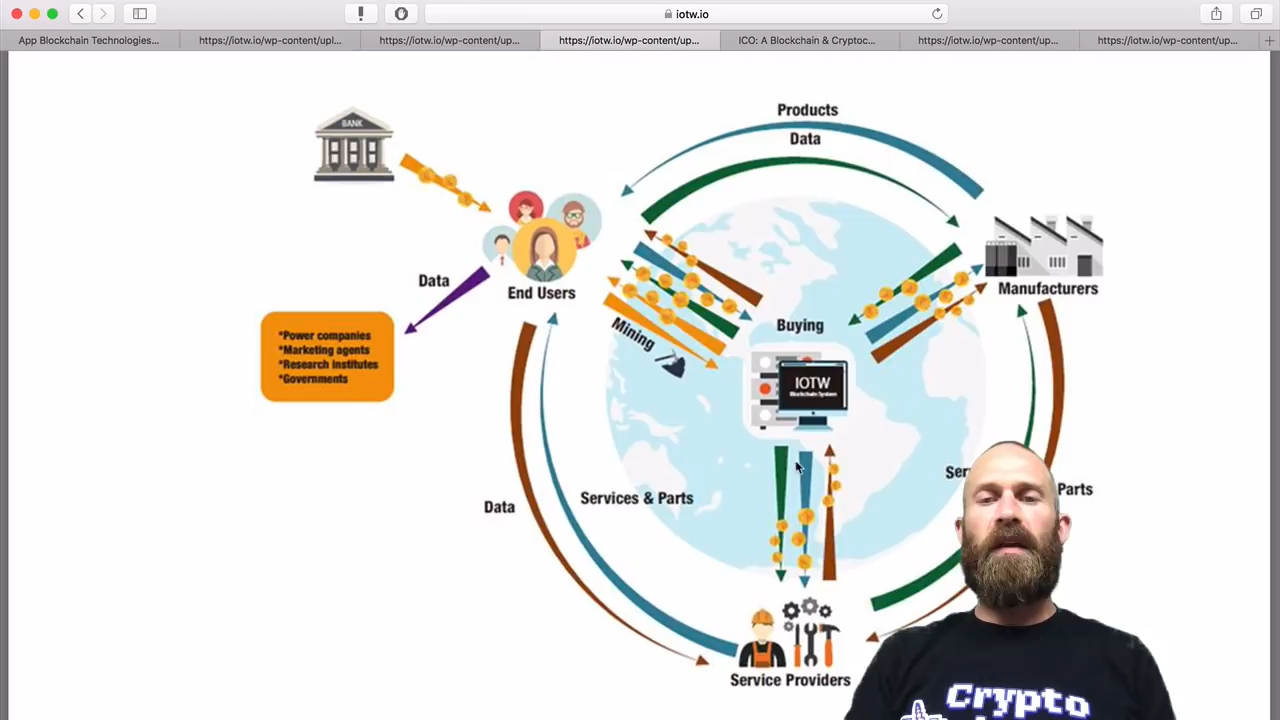 iotw.io
App Blockchain Technologies...
https://iotw.io/wp-content/upl...
https://iotw.io/wp-content/up...
https://iotw.io/wp-content/up...
ICO: A Blockchain & Cryptoc...
https://iotw.io/wp-content/up...
https://iotw.io/wp-content/up...
Products
Data
BANK
End Users
Manufacturers
Data
Mining
Buying
*Power companies
*Marketing agents
*Research institutes
*Governments
IOTW
Blockchain System
Data
Services & Parts
Parts
Service Providers
Crypto